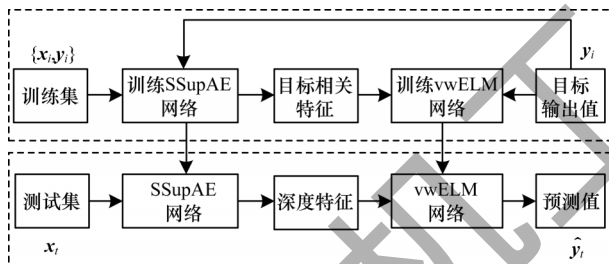 {xi,yi}
yi
训练集
训练SSupAE
网络
目标相关
特征
训练vwELM
网络
目标
输出值
测试集
SSupAE
网络
深度特征
vwELM
网络
预测值
xt
ŷt
机工